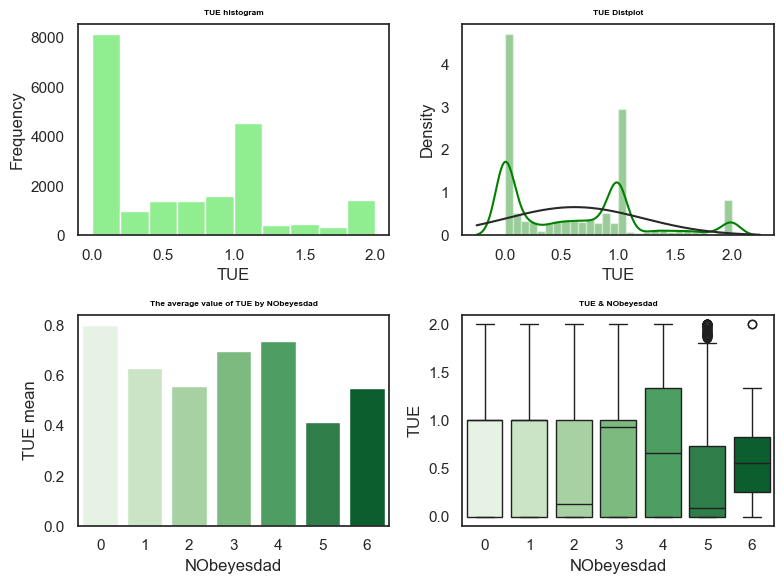 TUE histogram
8000
6000
4000
2000
0
Frequency
0.0 0.5 1.0 1.5 2.0
TUE
TUE Distplot
4
3
2
1
0
Density
0.0 0.5 1.0 1.5 2.0
TUE
The average value of TUE by NObeyesdad
0.8
0.6
0.4
0.2
0.0
TUE mean
0 1 2 3 4 5 6
NObeyesdad
TUE & NObeyesdad
2.0
1.5
1.0
0.5
0.0
TUE
0 1 2 3 4 5 6
NObeyesdad